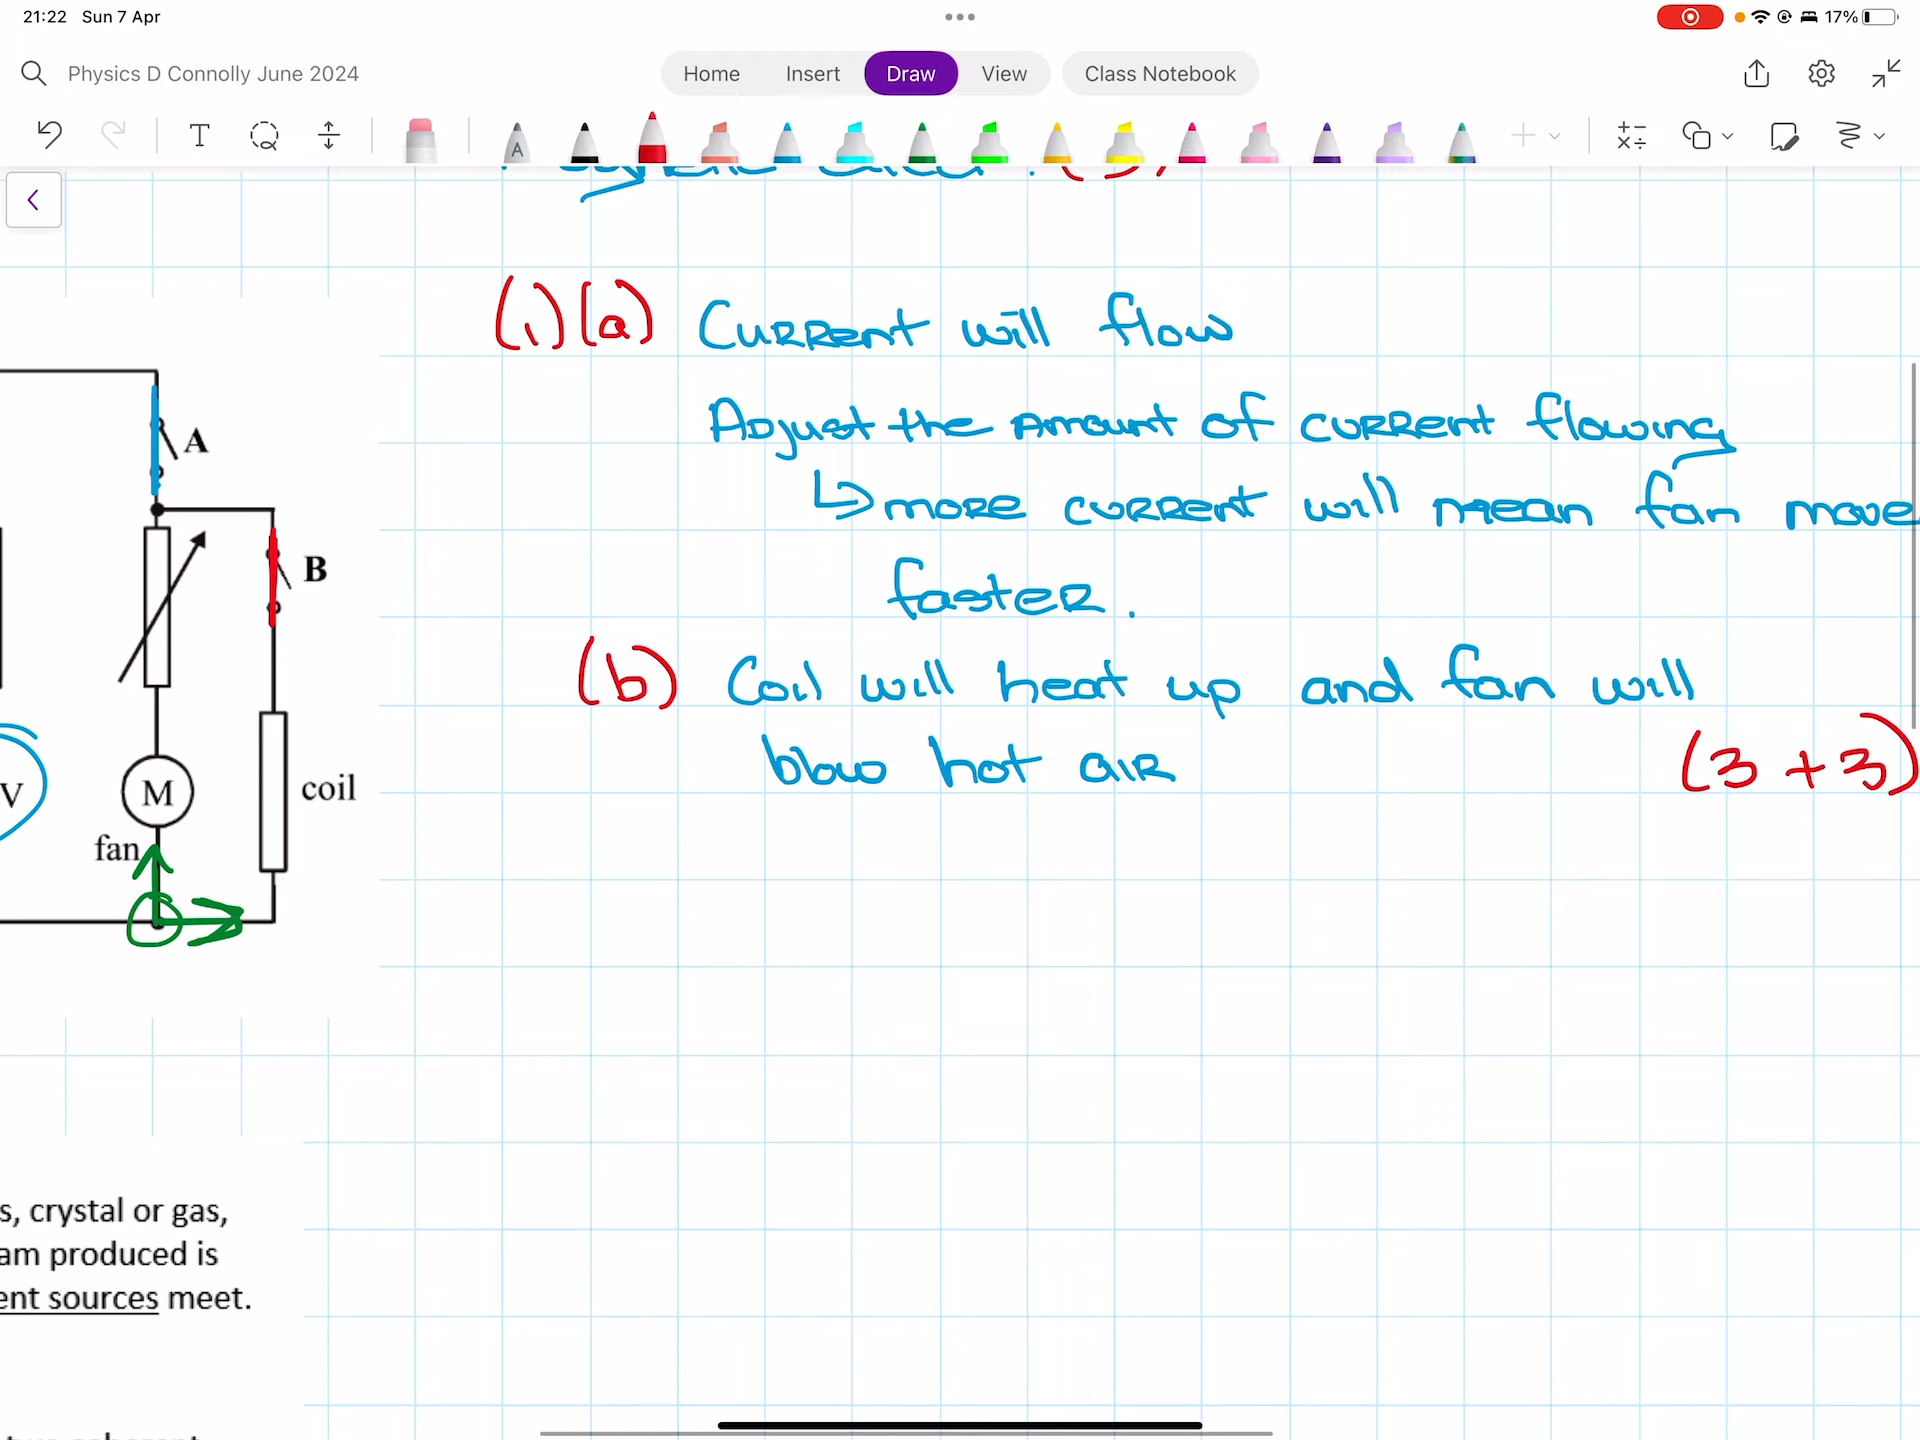 21:22 Sun 7 Apr
17%
Physics D Connolly June 2024
Home Insert Draw View Class Notebook
(i) (a) Current will flow
Adjust the amount of current flowing
A
↳ more current will mean fan move
B
faster.
(b) Coil will heat up and fan will
blow hot air (3 + 3)
V
M
coil
fan
s, crystal or gas,
am produced is
ent sources meet.